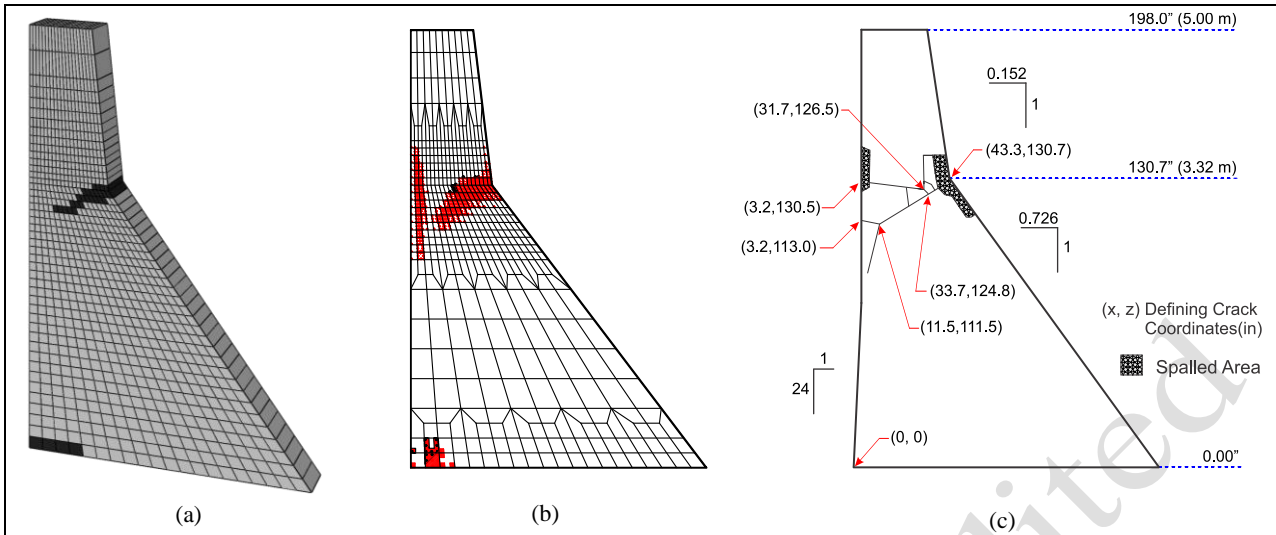 198.0" (5.00 m)
0.152
1
(31.7,126.5)
(43.3,130.7)
130.7" (3.32 m)
(3.2,130.5)
0.726
1
(3.2,113.0)
(33.7,124.8)
(x, z) Defining Crack
Coordinates(in)
(11.5,111.5)
Spalled Area
1
24
(0, 0)
0.00"
(a)
(b)
(c)